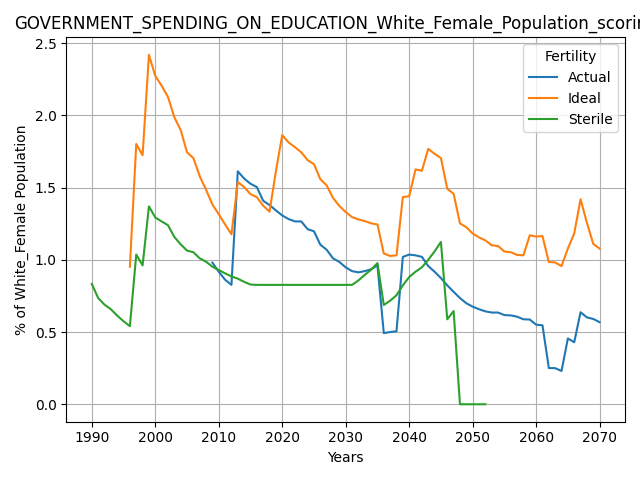 GOVERNMENT_SPENDING_ON_EDUCATION_White_Female_Population_scorin
Fertility
Actual
Ideal
Sterile
% of White_Female Population
2.5
2.0
1.5
1.0
0.5
0.0
1990 2000 2010 2020 2030 2040 2050 2060 2070
Years